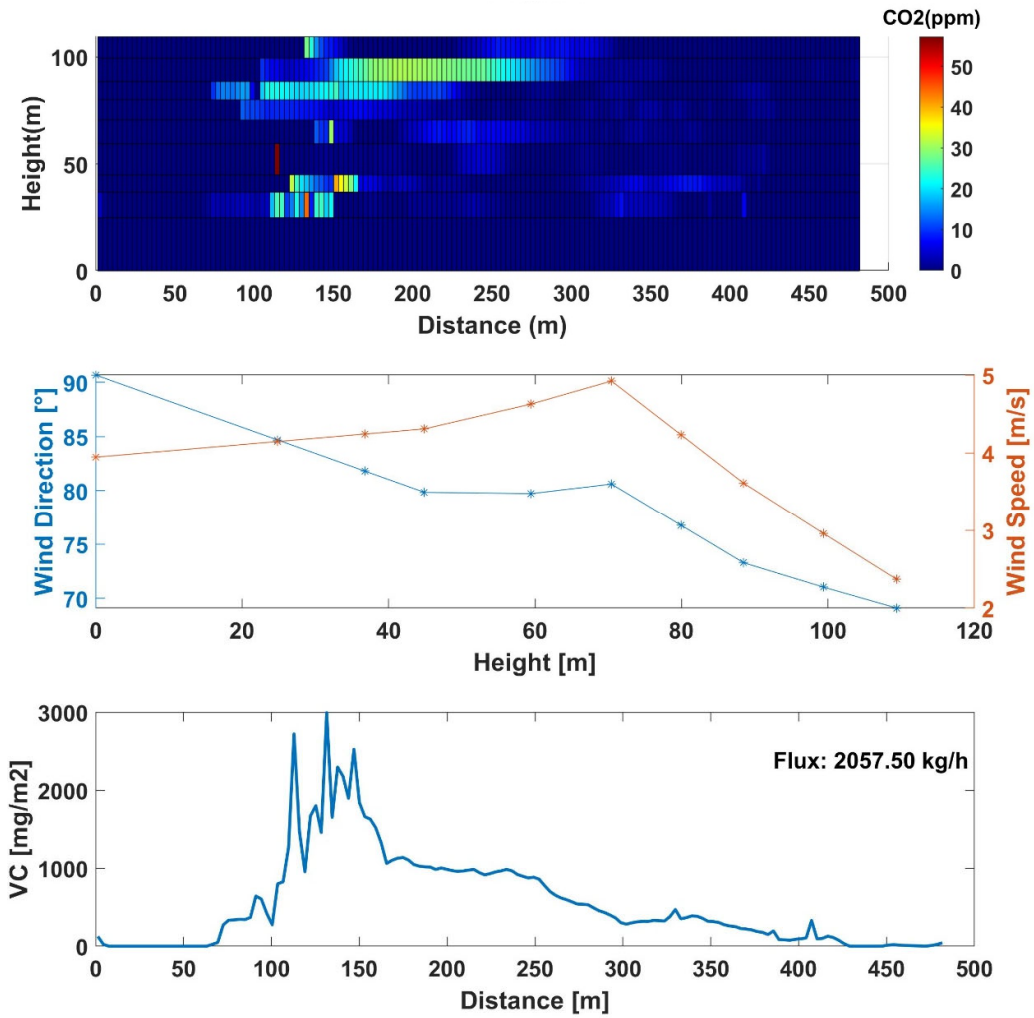 CO2(ppm)
Height(m)
100
50
0
50
40
30
20
10
0
0 50 100 150 200 250 300 350 400 450 500
Distance (m)
Wind Direction [°]
90
85
80
75
70
5
4
3
2
Wind Speed [m/s]
0 20 40 60 80 100 120
Height [m]
VC [mg/m2]
3000
2000
1000
0
Flux: 2057.50 kg/h
0 50 100 150 200 250 300 350 400 450 500
Distance [m]